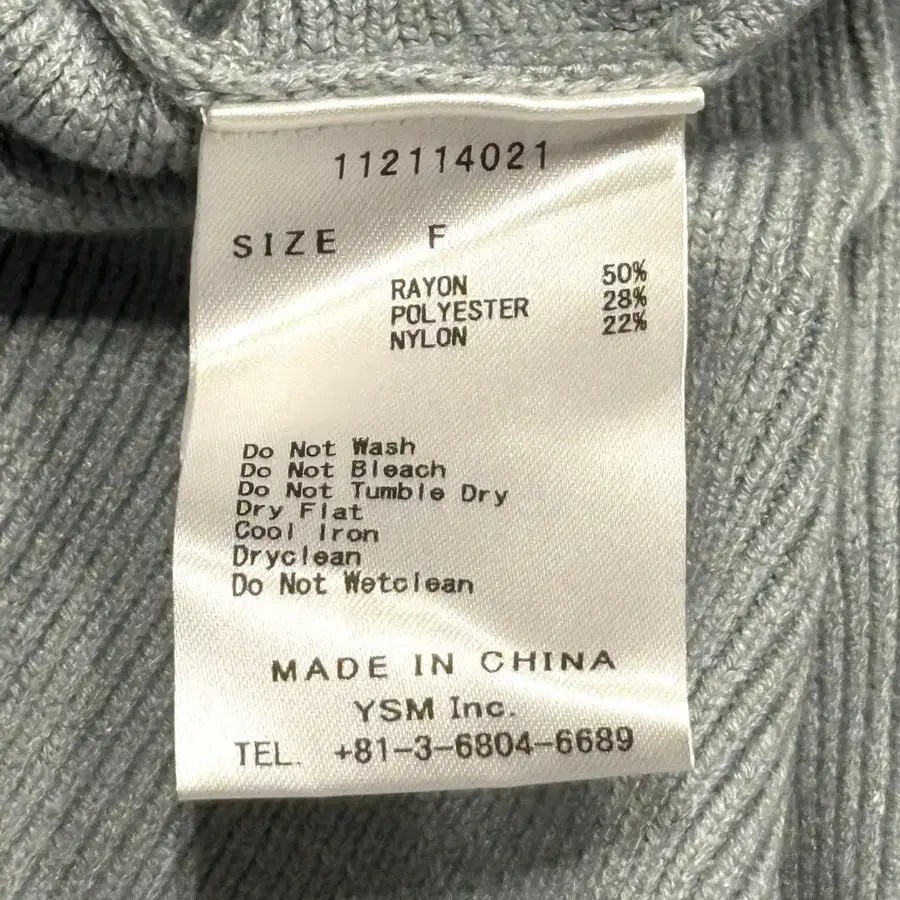 112114021
SIZE F
RAYON 50%
POLYESTER 28%
NYLON 22%
Do Not Wash
Do Not Bleach
Do Not Tumble Dry
Dry Flat
Cool Iron
Dryclean
Do Not Wetclean
MADE IN CHINA
YSM Inc.
TEL. +81-3-6804-6689